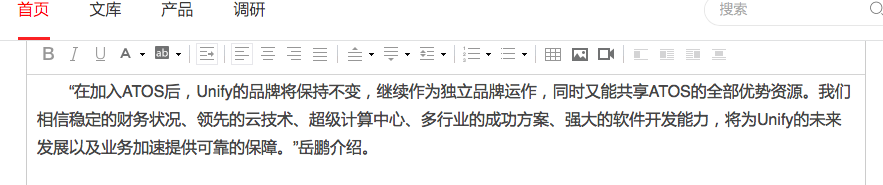 首页 文库 产品 调研 搜索
B I U A ab
“在加入ATOS后，Unify的品牌将保持不变，继续作为独立品牌运作，同时又能共享ATOS的全部优势资源。我们
相信稳定的财务状况、领先的云技术、超级计算中心、多行业的成功方案、强大的软件开发能力，将为Unify的未来
发展以及业务加速提供可靠的保障。”岳鹏介绍。